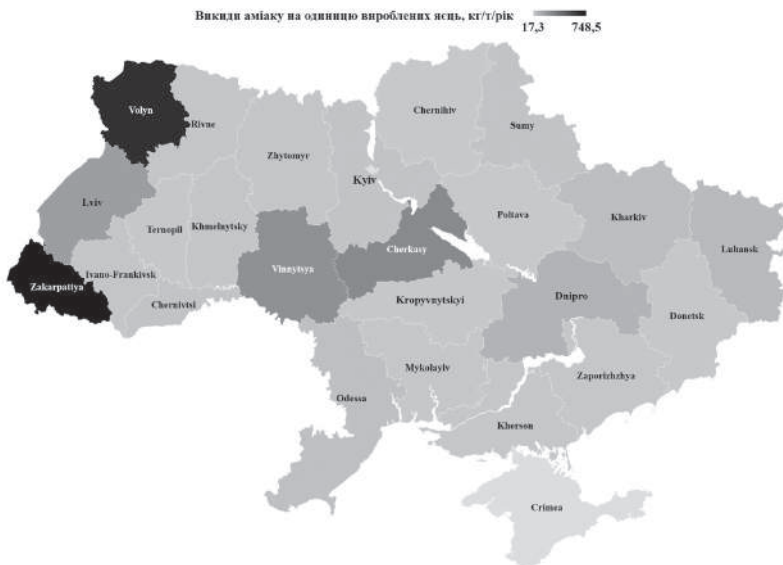 Викиди аміаку на одиницю вироблених яєць, кг/т/рік
17,3 748,5
Volyn
Rivne
Chernihiv
Sumy
Zhytomyr
Kyiv
Lviv
Ternopil
Khmelnytsky
Poltava
Kharkiv
Luhansk
Cherkasy
Vinnytsya
Zakarpattya
Ivano-Frankivsk
Chernivtsi
Kropyvnytskyi
Dnipro
Donetsk
Mykolayiv
Zaporizhzhya
Odessa
Kherson
Crimea